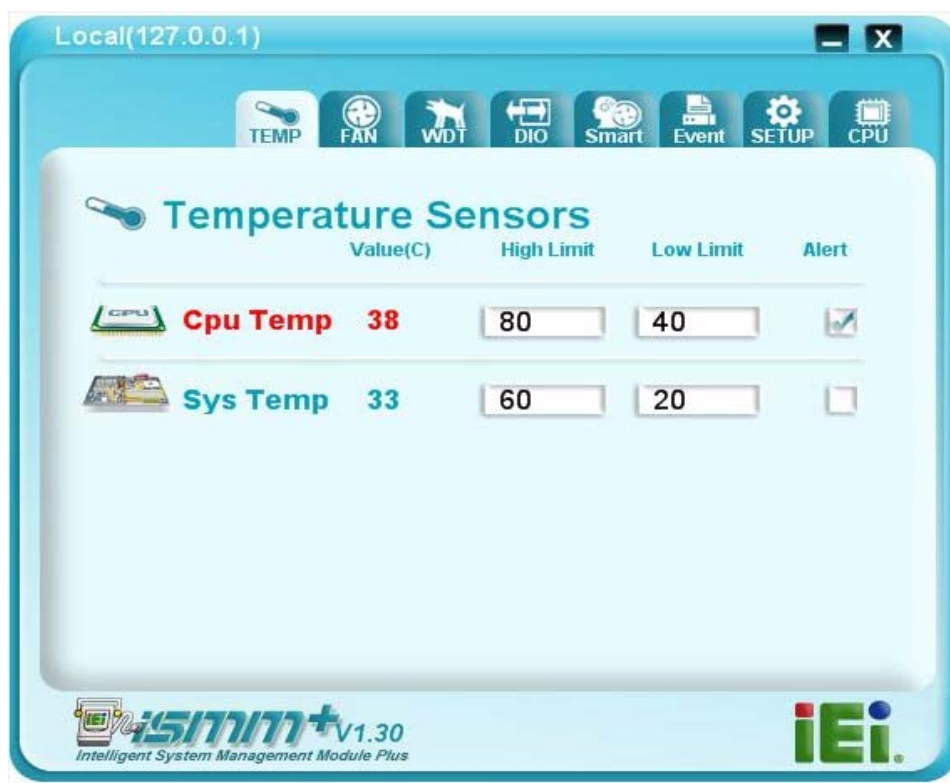 Local(127.0.0.1)
TEMP FAN WDT DIO Smart Event SETUP CPU
Temperature Sensors
Value(C) High Limit Low Limit Alert
CPU Cpu Temp 38 80 40
Sys Temp 33 60 20
iEi ismm+ V1.30
Intelligent System Management Module Plus
iEi.